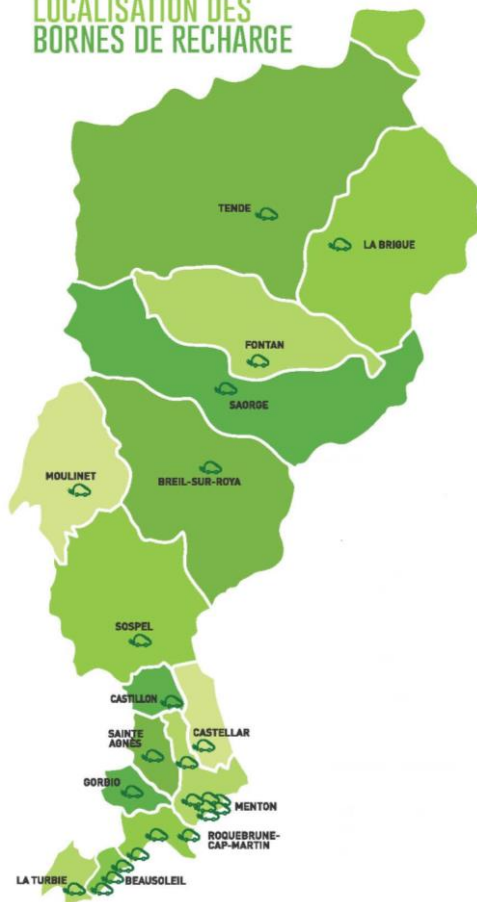 LOCALISATION DES
BORNES DE RECHARGE
TENDE
LA BRIGUE
FONTAN
SAORGE
MOULINET
BREIL-SUR-ROYA
SOSPEL
CASTILLON
SAINTE
AGNÈS
CASTELLAR
GORBIO
MENTON
ROQUEBRUNE-
CAP-MARTIN
LA TURBIE
BEAUSOLEIL